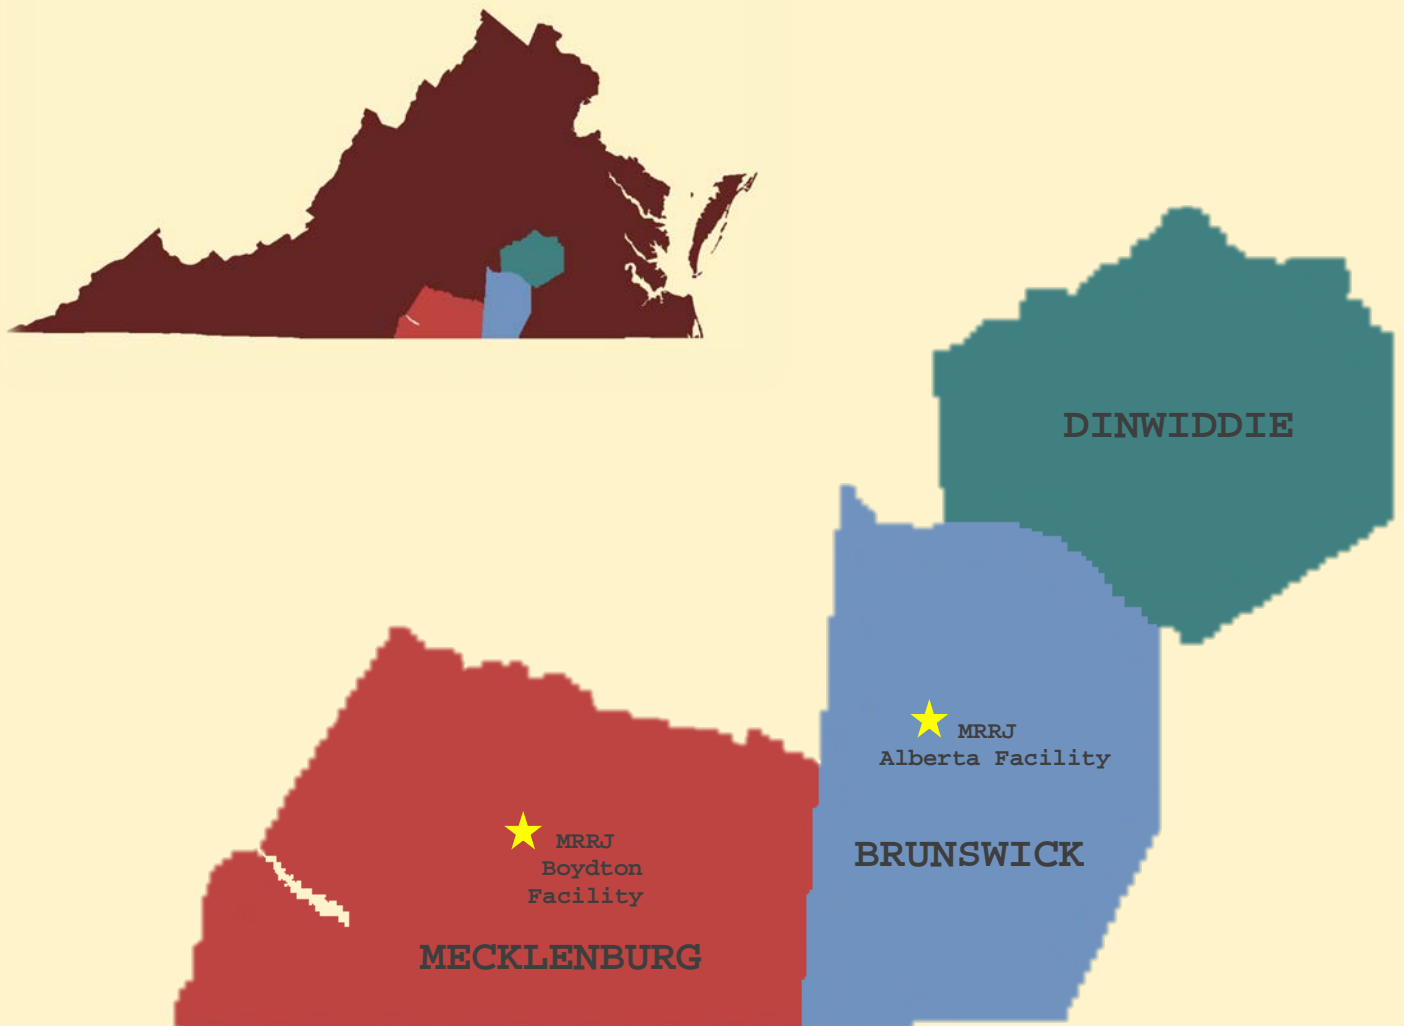 DINWIDDIE
MRRJ
Alberta Facility
MRRJ
Boydton
Facility
BRUNSWICK
MECKLENBURG